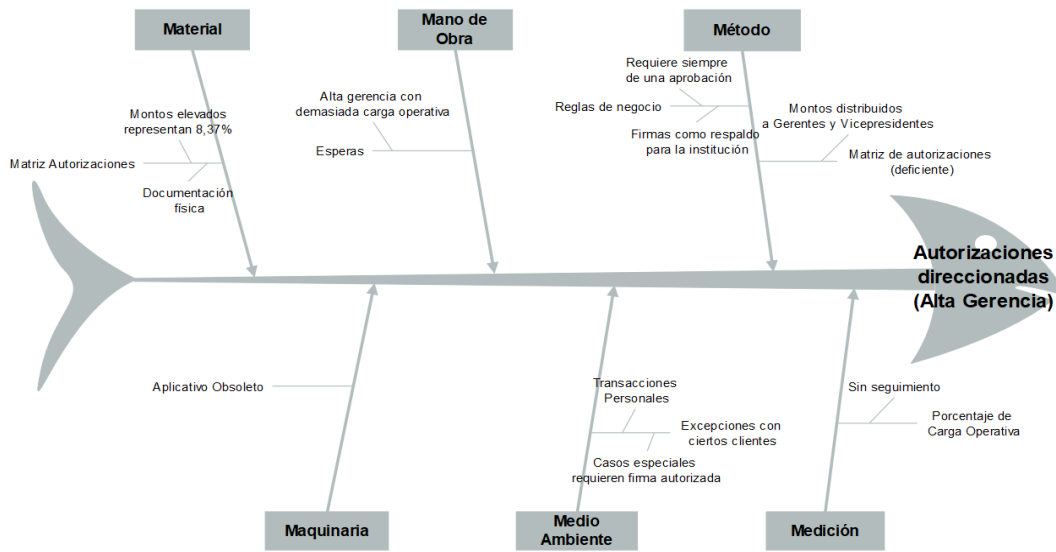 Material
Mano de
Obra
Método
Montos elevados
representan 8,37%
Matriz Autorizaciones
Documentación
física
Alta gerencia con
demasiada carga operativa
Esperas
Requiere siempre
de una aprobación
Reglas de negocio
Firmas como respaldo
para la institución
Montos distribuidos
a Gerentes y Vicepresidentes
Matriz de autorizaciones
(deficiente)
Autorizaciones
direccionadas
(Alta Gerencia)
Aplicativo Obsoleto
Transacciones
Personales
Excepciones con
ciertos clientes
Casos especiales
requieren firma autorizada
Sin seguimiento
Porcentaje de
Carga Operativa
Maquinaria
Medio
Ambiente
Medición